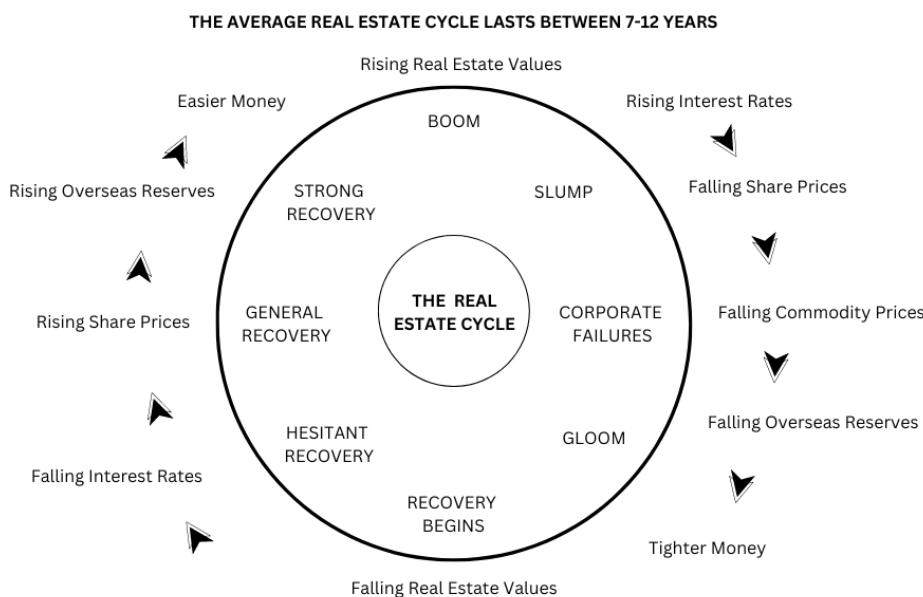 THE AVERAGE REAL ESTATE CYCLE LASTS BETWEEN 7-12 YEARS
Rising Real Estate Values
Easier Money
Rising Interest Rates
BOOM
Rising Overseas Reserves
STRONG
RECOVERY
SLUMP
Falling Share Prices
THE REAL
ESTATE CYCLE
Rising Share Prices
GENERAL
RECOVERY
CORPORATE
FAILURES
Falling Commodity Prices
HESITANT
RECOVERY
GLOOM
Falling Overseas Reserves
Falling Interest Rates
RECOVERY
BEGINS
Tighter Money
Falling Real Estate Values